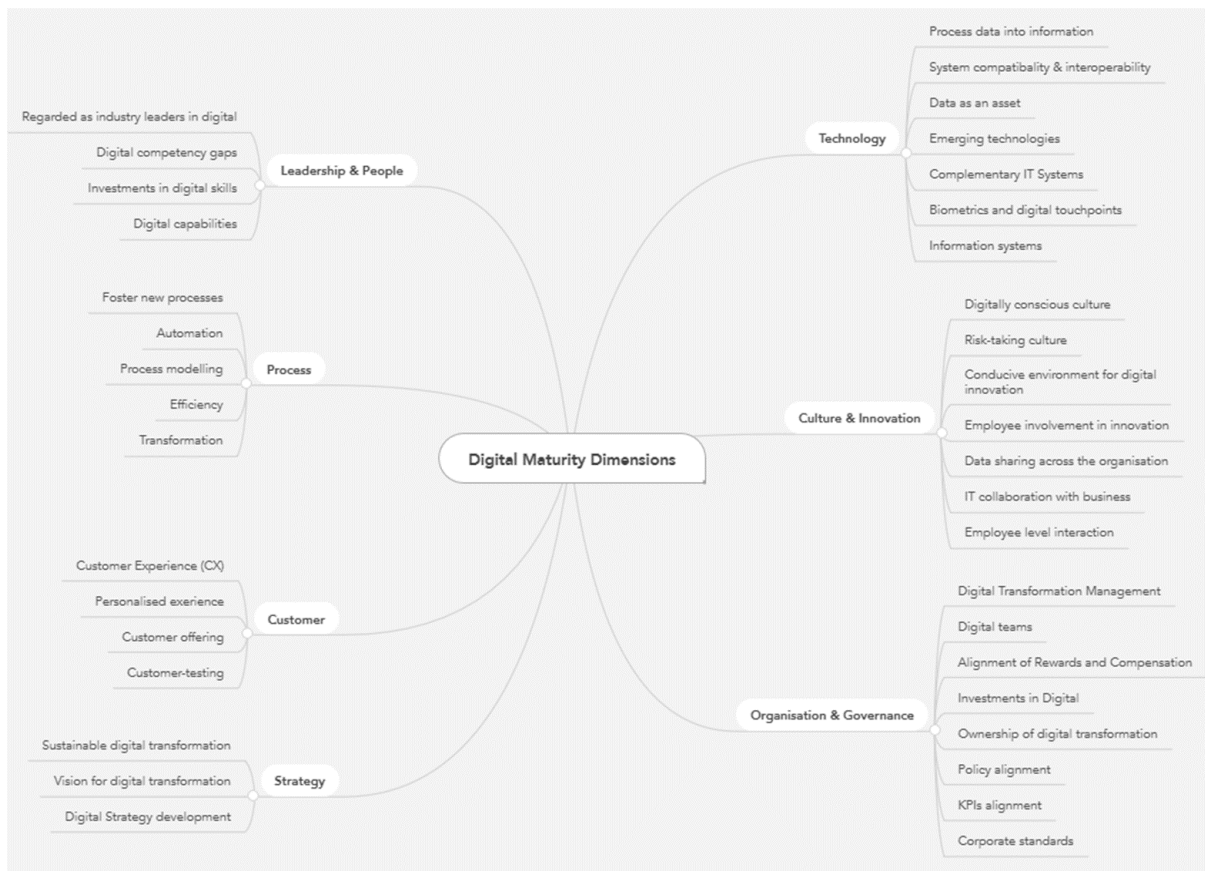 Digital Maturity Dimensions
Leadership & People
Regarded as industry leaders in digital
Digital competency gaps
Investments in digital skills
Digital capabilities
Process
Foster new processes
Automation
Process modelling
Efficiency
Transformation
Customer
Customer Experience (CX)
Personalised exerience
Customer offering
Customer-testing
Strategy
Sustainable digital transformation
Vision for digital transformation
Digital Strategy development
Technology
Process data into information
System compatibality & interoperability
Data as an asset
Emerging technologies
Complementary IT Systems
Biometrics and digital touchpoints
Information systems
Culture & Innovation
Digitally conscious culture
Risk-taking culture
Conducive environment for digital
innovation
Employee involvement in innovation
Data sharing across the organisation
IT collaboration with business
Employee level interaction
Organisation & Governance
Digital Transformation Management
Digital teams
Alignment of Rewards and Compensation
Investments in Digital
Ownership of digital transformation
Policy alignment
KPIs alignment
Corporate standards